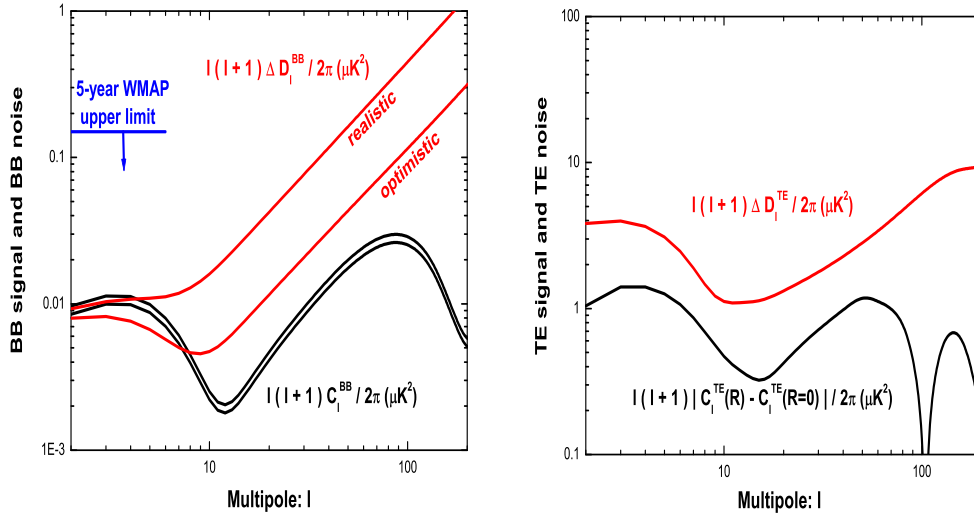 BB signal and BB noise
1
0.1
0.01
1E-3
l ( l + 1 ) Δ D_l^BB / 2π (μK²)
5-year WMAP
upper limit
realistic
optimistic
l ( l + 1 ) C_l^BB / 2π (μK²)
10
100
Multipole: l
TE signal and TE noise
100
10
1
0.1
l ( l + 1 ) Δ D_l^TE / 2π (μK²)
l ( l + 1 ) | C_l^TE(R) - C_l^TE(R=0) | / 2π (μK²)
10
100
Multipole: l